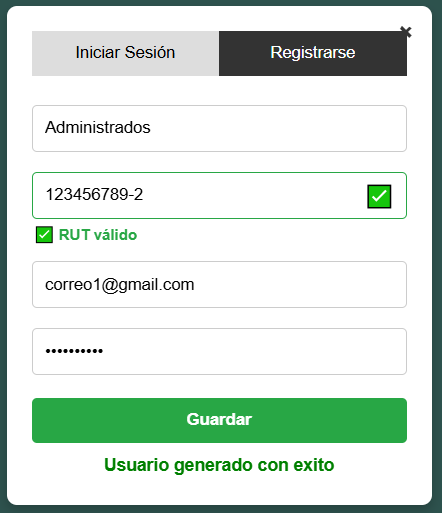 Iniciar Sesión
Registrarse
Administrados
123456789-2
RUT válido
correo1@gmail.com
••••••••••
Guardar
Usuario generado con exito